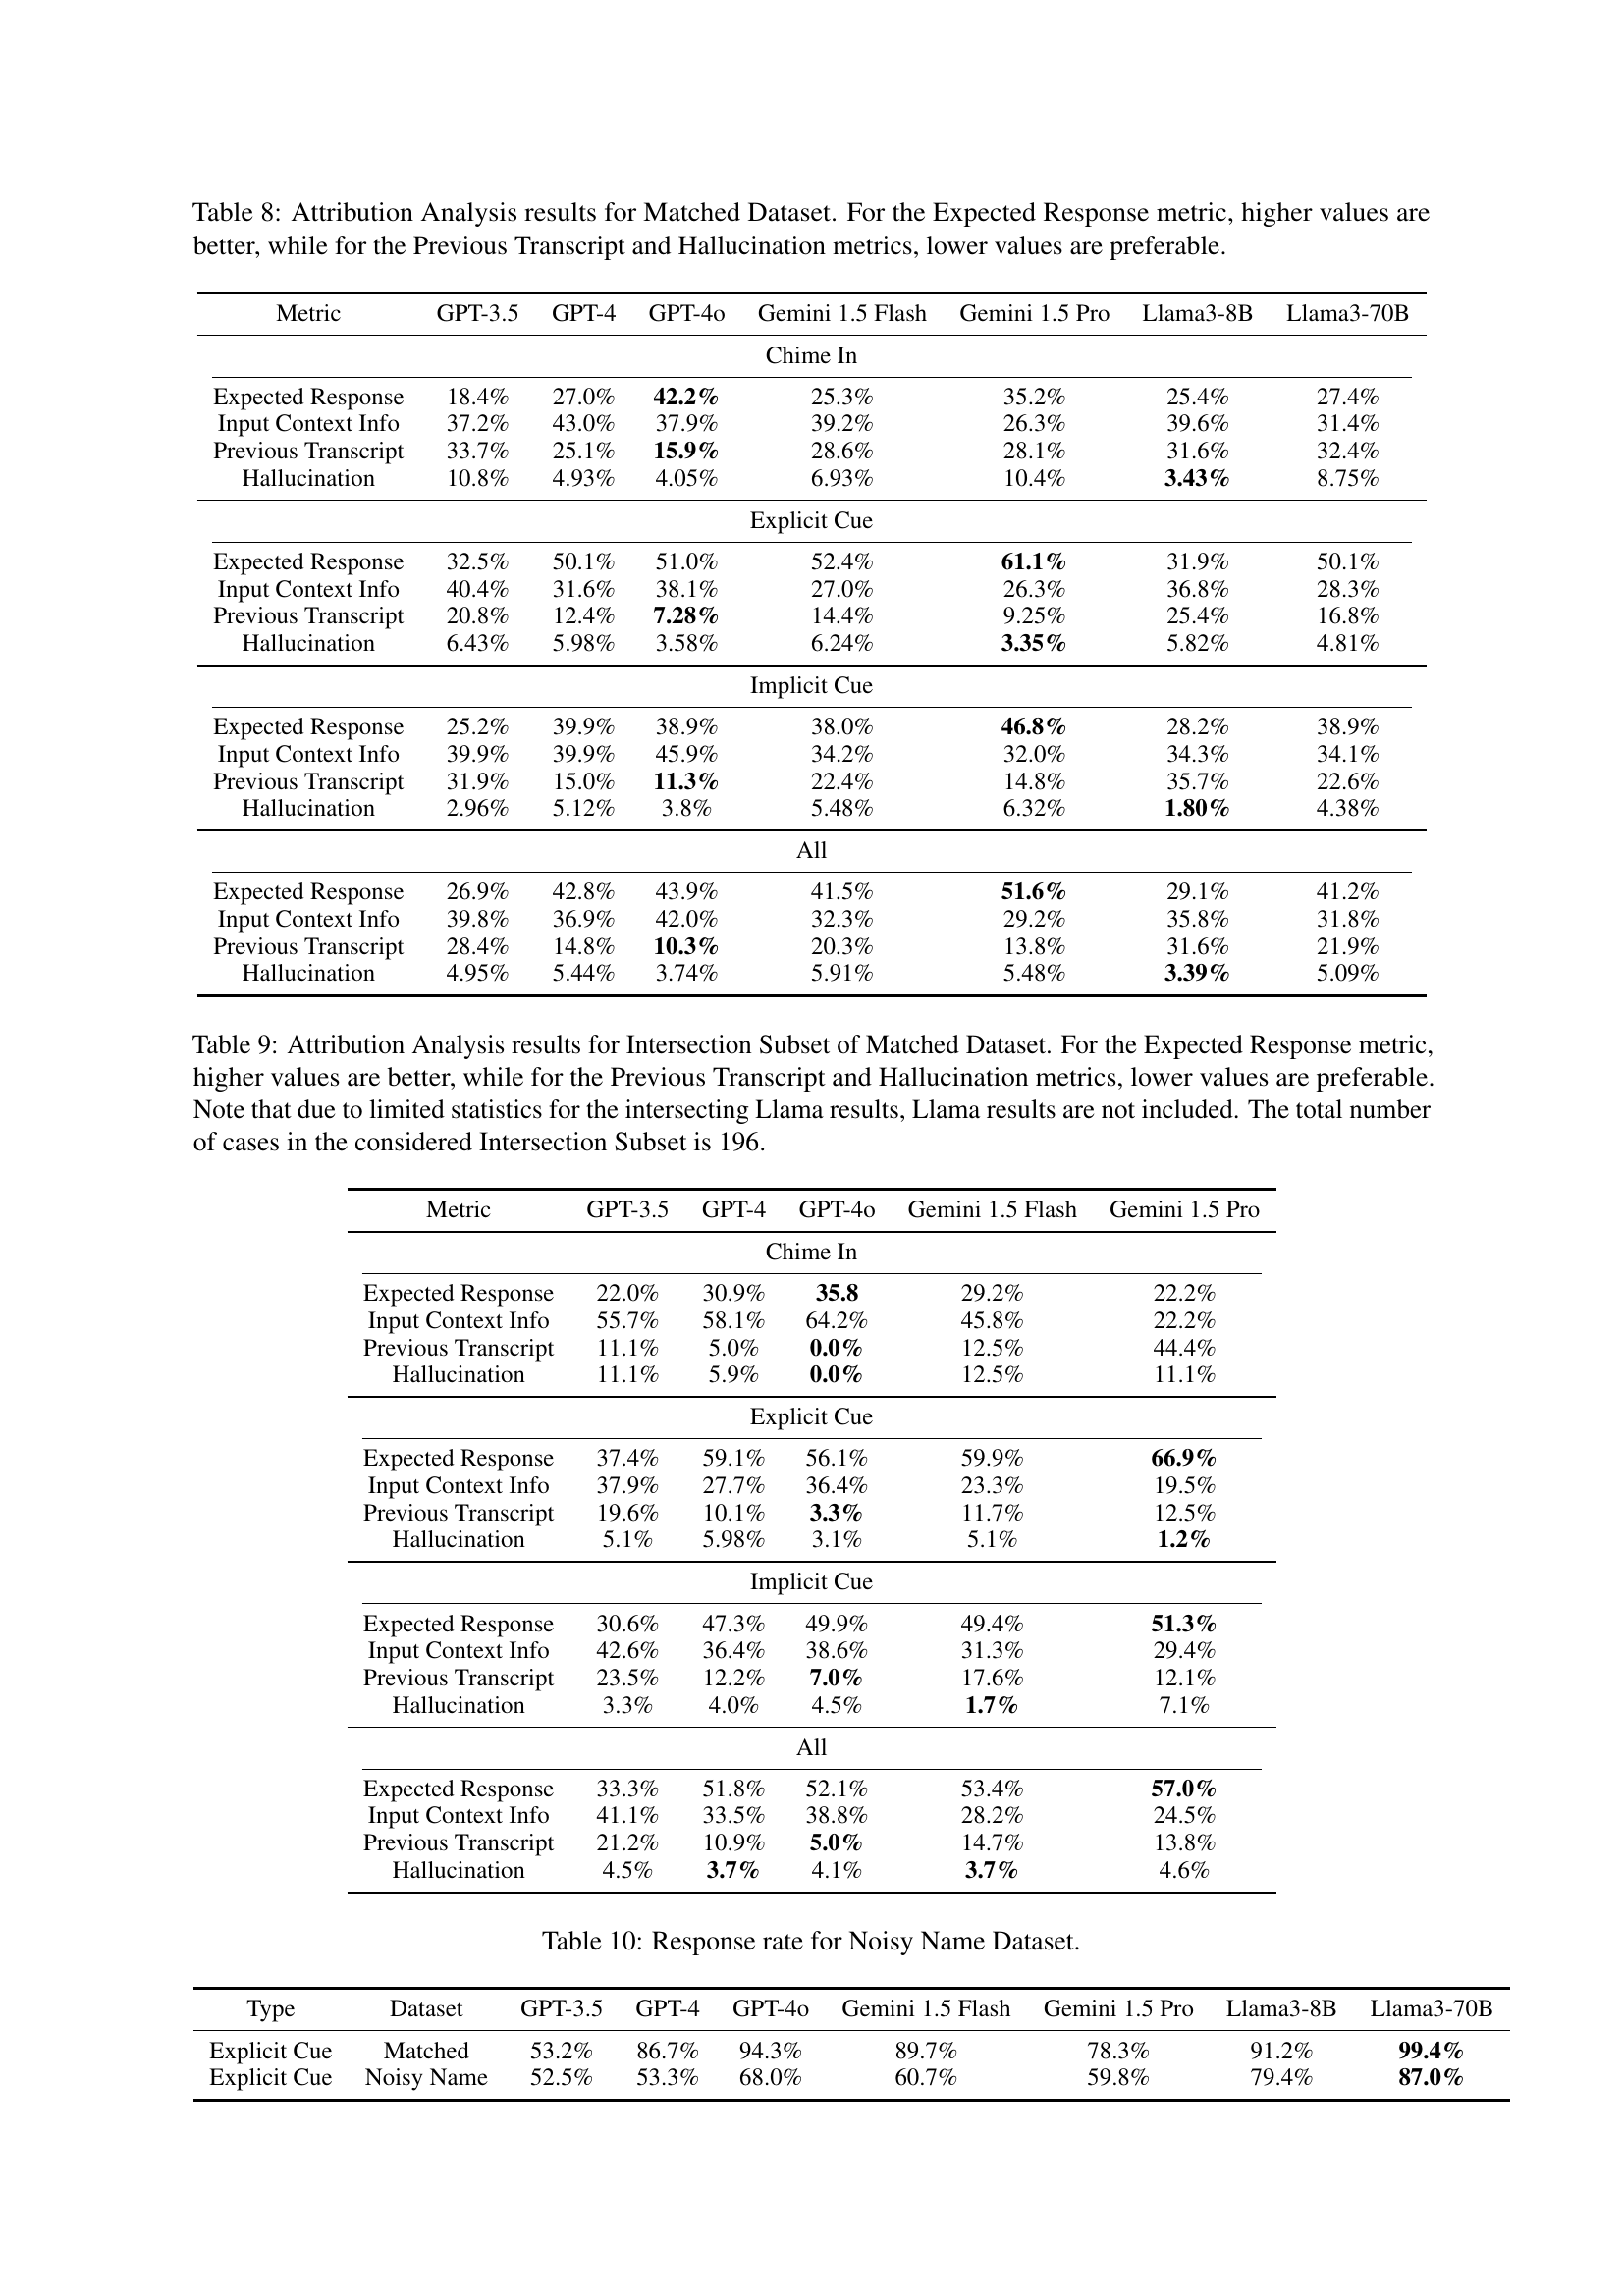 Table 8: Attribution Analysis results for Matched Dataset. For the Expected Response metric, higher values are
better, while for the Previous Transcript and Hallucination metrics, lower values are preferable.
Metric GPT-3.5 GPT-4 GPT-4o Gemini 1.5 Flash Gemini 1.5 Pro Llama3-8B Llama3-70B
Chime In
Expected Response 18.4% 27.0% 42.2% 25.3% 35.2% 25.4% 27.4%
Input Context Info 37.2% 43.0% 37.9% 39.2% 26.3% 39.6% 31.4%
Previous Transcript 33.7% 25.1% 15.9% 28.6% 28.1% 31.6% 32.4%
Hallucination 10.8% 4.93% 4.05% 6.93% 10.4% 3.43% 8.75%
Explicit Cue
Expected Response 32.5% 50.1% 51.0% 52.4% 61.1% 31.9% 50.1%
Input Context Info 40.4% 31.6% 38.1% 27.0% 26.3% 36.8% 28.3%
Previous Transcript 20.8% 12.4% 7.28% 14.4% 9.25% 25.4% 16.8%
Hallucination 6.43% 5.98% 3.58% 6.24% 3.35% 5.82% 4.81%
Implicit Cue
Expected Response 25.2% 39.9% 38.9% 38.0% 46.8% 28.2% 38.9%
Input Context Info 39.9% 39.9% 45.9% 34.2% 32.0% 34.3% 34.1%
Previous Transcript 31.9% 15.0% 11.3% 22.4% 14.8% 35.7% 22.6%
Hallucination 2.96% 5.12% 3.8% 5.48% 6.32% 1.80% 4.38%
All
Expected Response 26.9% 42.8% 43.9% 41.5% 51.6% 29.1% 41.2%
Input Context Info 39.8% 36.9% 42.0% 32.3% 29.2% 35.8% 31.8%
Previous Transcript 28.4% 14.8% 10.3% 20.3% 13.8% 31.6% 21.9%
Hallucination 4.95% 5.44% 3.74% 5.91% 5.48% 3.39% 5.09%
Table 9: Attribution Analysis results for Intersection Subset of Matched Dataset. For the Expected Response metric,
higher values are better, while for the Previous Transcript and Hallucination metrics, lower values are preferable.
Note that due to limited statistics for the intersecting Llama results, Llama results are not included. The total number
of cases in the considered Intersection Subset is 196.
Metric GPT-3.5 GPT-4 GPT-4o Gemini 1.5 Flash Gemini 1.5 Pro
Chime In
Expected Response 22.0% 30.9% 35.8 29.2% 22.2%
Input Context Info 55.7% 58.1% 64.2% 45.8% 22.2%
Previous Transcript 11.1% 5.0% 0.0% 12.5% 44.4%
Hallucination 11.1% 5.9% 0.0% 12.5% 11.1%
Explicit Cue
Expected Response 37.4% 59.1% 56.1% 59.9% 66.9%
Input Context Info 37.9% 27.7% 36.4% 23.3% 19.5%
Previous Transcript 19.6% 10.1% 3.3% 11.7% 12.5%
Hallucination 5.1% 5.98% 3.1% 5.1% 1.2%
Implicit Cue
Expected Response 30.6% 47.3% 49.9% 49.4% 51.3%
Input Context Info 42.6% 36.4% 38.6% 31.3% 29.4%
Previous Transcript 23.5% 12.2% 7.0% 17.6% 12.1%
Hallucination 3.3% 4.0% 4.5% 1.7% 7.1%
All
Expected Response 33.3% 51.8% 52.1% 53.4% 57.0%
Input Context Info 41.1% 33.5% 38.8% 28.2% 24.5%
Previous Transcript 21.2% 10.9% 5.0% 14.7% 13.8%
Hallucination 4.5% 3.7% 4.1% 3.7% 4.6%
Table 10: Response rate for Noisy Name Dataset.
Type Dataset GPT-3.5 GPT-4 GPT-4o Gemini 1.5 Flash Gemini 1.5 Pro Llama3-8B Llama3-70B
Explicit Cue Matched 53.2% 86.7% 94.3% 89.7% 78.3% 91.2% 99.4%
Explicit Cue Noisy Name 52.5% 53.3% 68.0% 60.7% 59.8% 79.4% 87.0%